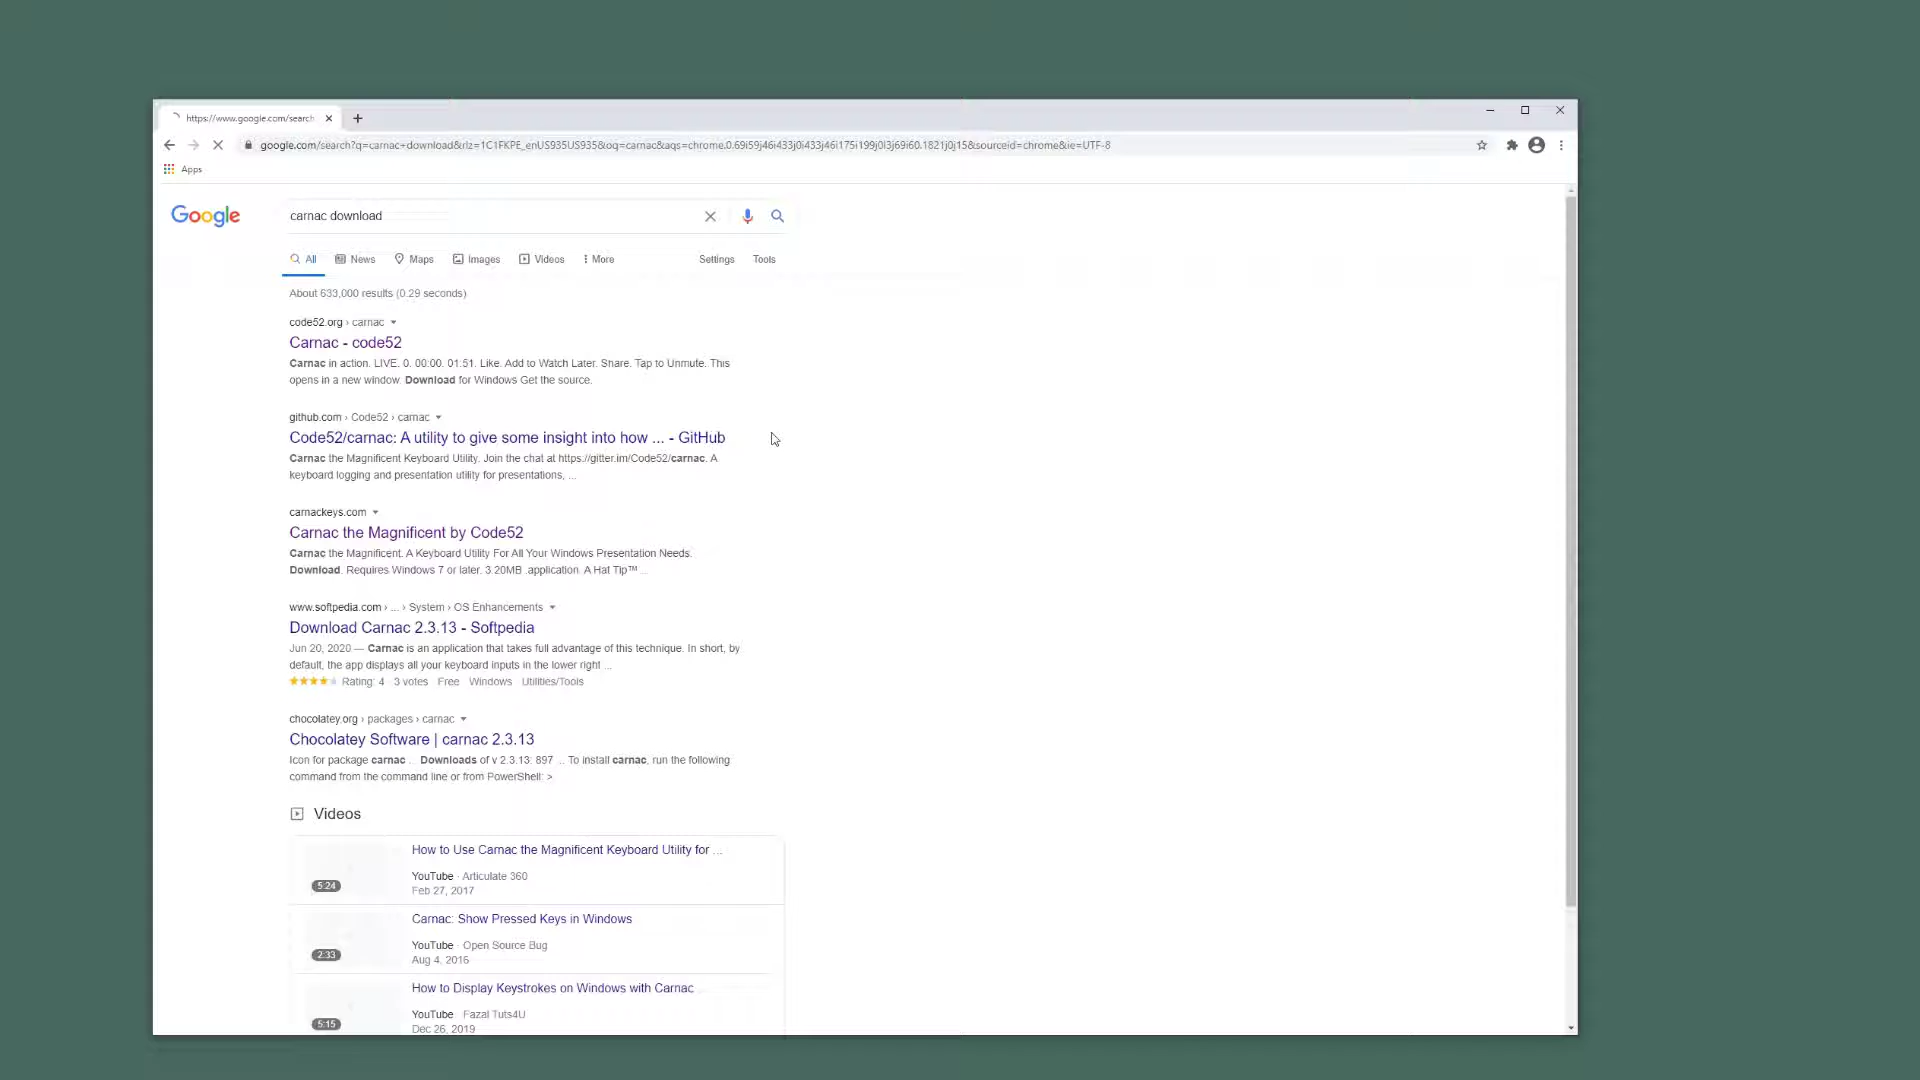 https://www.google.com/search
google.com/search?q=carnac+download&rlz=1C1FKPE_enUS935US935&oq=carnac&aqs=chrome.0.69i59j46i433j0i433j46i175i199j0l3j69i60.1821j0j15&sourceid=chrome&ie=UTF-8
Apps
Google
carnac download
All News Maps Images Videos More Settings Tools
About 633,000 results (0.29 seconds)
code52.org › carnac
Carnac - code52
Carnac in action. LIVE. 0. 00:00. 01:51. Like. Add to Watch Later. Share. Tap to Unmute. This
opens in a new window. Download for Windows Get the source.
github.com › Code52 › carnac
Code52/carnac: A utility to give some insight into how ... - GitHub
Carnac the Magnificent Keyboard Utility. Join the chat at https://gitter.im/Code52/carnac. A
keyboard logging and presentation utility for presentations, ...
carnackeys.com
Carnac the Magnificent by Code52
Carnac the Magnificent. A Keyboard Utility For All Your Windows Presentation Needs.
Download. Requires Windows 7 or later. 3.20MB .application. A Hat Tip™ ...
www.softpedia.com › ... › System › OS Enhancements
Download Carnac 2.3.13 - Softpedia
Jun 20, 2020 — Carnac is an application that takes full advantage of this technique. In short, by
default, the app displays all your keyboard inputs in the lower right ...
Rating: 4 · 3 votes · Free · Windows · Utilities/Tools
chocolatey.org › packages › carnac
Chocolatey Software | carnac 2.3.13
Icon for package carnac ... Downloads of v 2.3.13: 897 ... To install carnac, run the following
command from the command line or from PowerShell: >
Videos
How to Use Carnac the Magnificent Keyboard Utility for ...
5:24
YouTube · Articulate 360
Feb 27, 2017
Carnac: Show Pressed Keys in Windows
2:33
YouTube · Open Source Bug
Aug 4, 2016
How to Display Keystrokes on Windows with Carnac
5:15
YouTube · Fazal Tuts4U
Dec 26, 2019